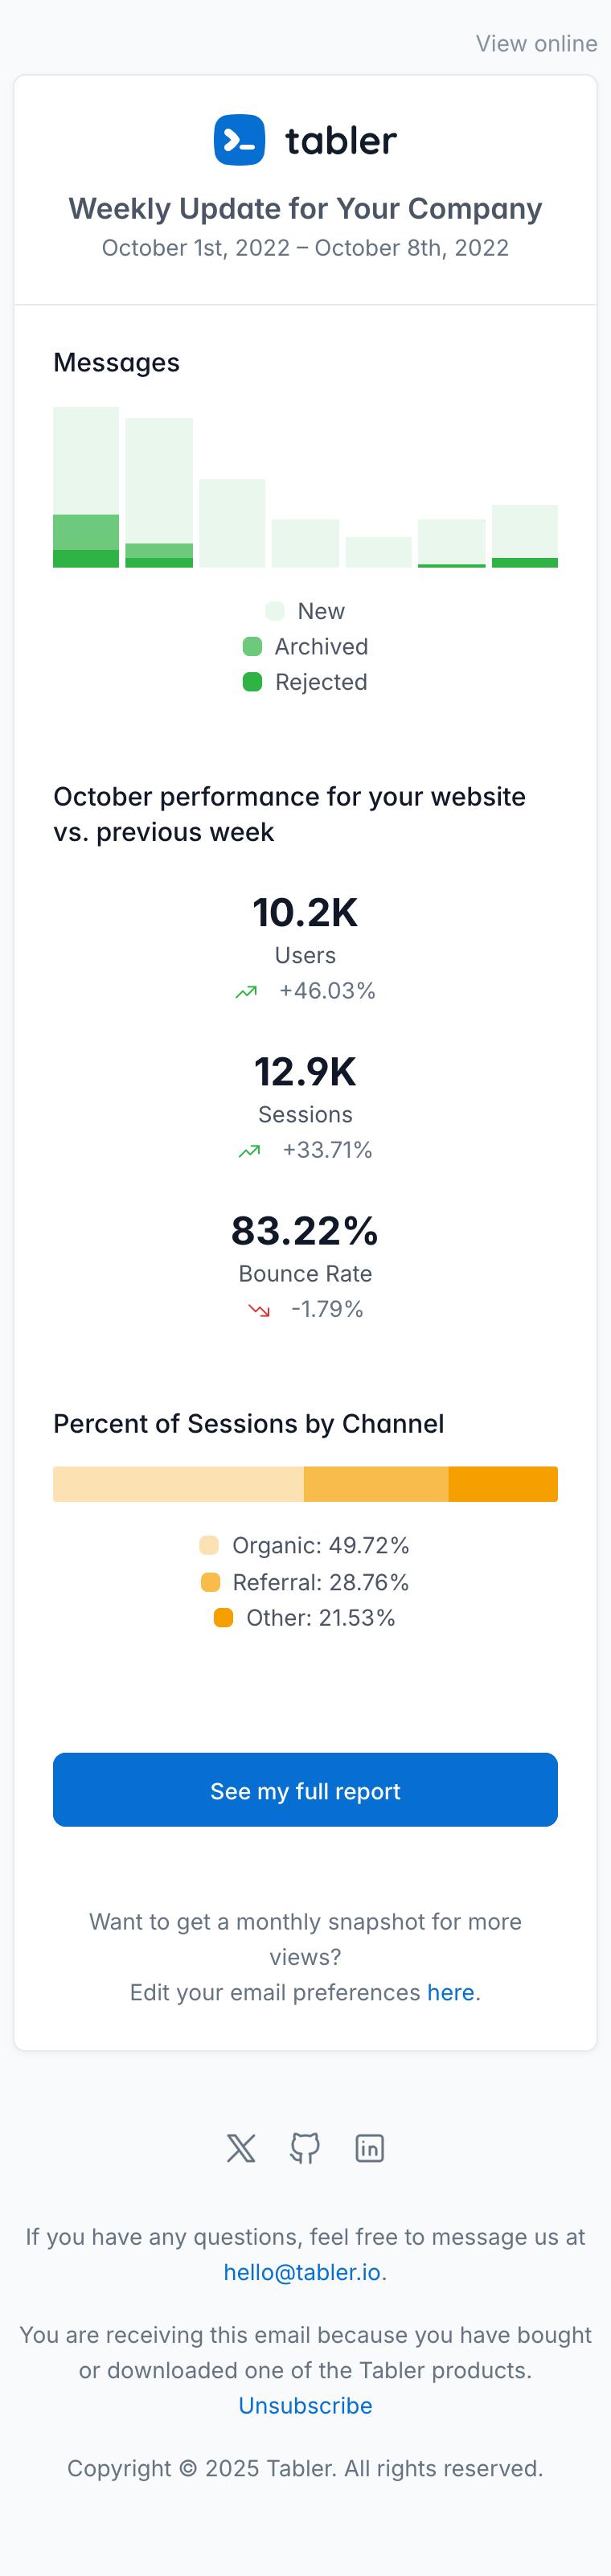 View online
tabler
Weekly Update for Your Company
October 1st, 2022 – October 8th, 2022
Messages
New
Archived
Rejected
October performance for your website
vs. previous week
10.2K
Users
+46.03%
12.9K
Sessions
+33.71%
83.22%
Bounce Rate
-1.79%
Percent of Sessions by Channel
Organic: 49.72%
Referral: 28.76%
Other: 21.53%
See my full report
Want to get a monthly snapshot for more
views?
Edit your email preferences here.
If you have any questions, feel free to message us at
hello@tabler.io.
You are receiving this email because you have bought
or downloaded one of the Tabler products.
Unsubscribe
Copyright © 2025 Tabler. All rights reserved.